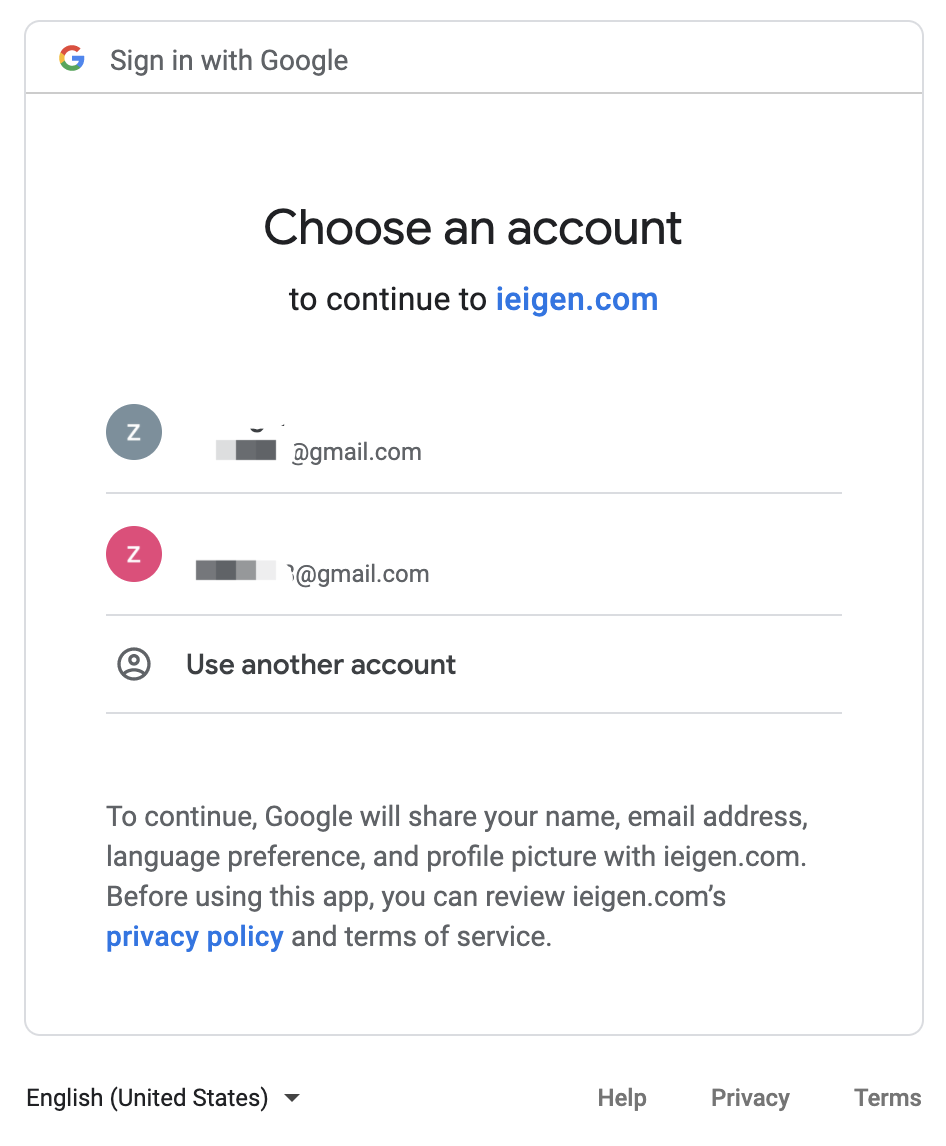 Sign in with Google
Choose an account
to continue to ieigen.com
Z
@gmail.com
Z
@gmail.com
Use another account
To continue, Google will share your name, email address,
language preference, and profile picture with ieigen.com.
Before using this app, you can review ieigen.com’s
privacy policy and terms of service.
English (United States)
Help Privacy Terms